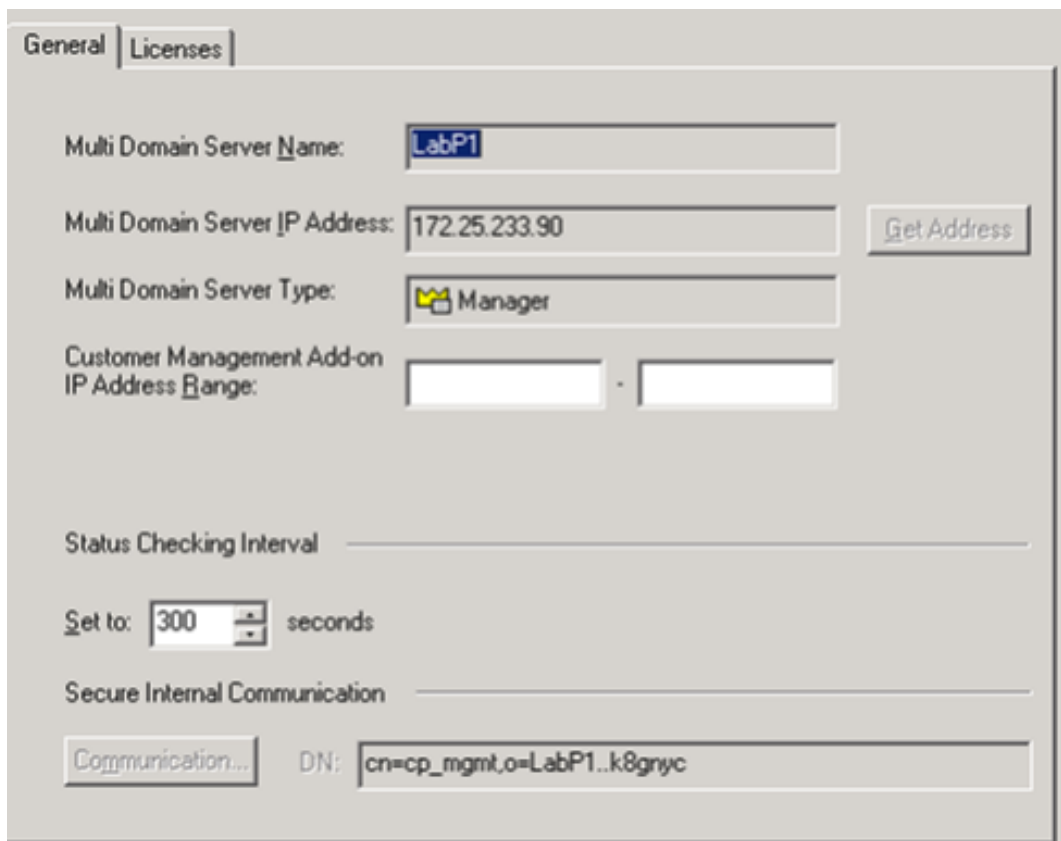 General Licenses
Multi Domain Server Name: LabP1
Multi Domain Server IP Address: 172.25.233.90 Get Address
Multi Domain Server Type: Manager
Customer Management Add-on
IP Address Range: -
Status Checking Interval
Set to: 300 seconds
Secure Internal Communication
Communication... DN: cn=cp_mgmt,o=LabP1..k8gnyc